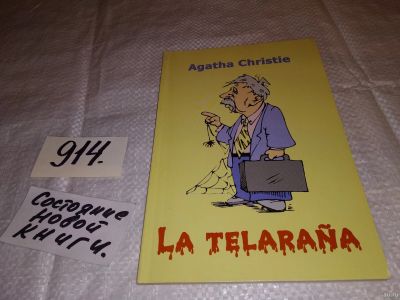 Agatha Christie
LA TELARAÑA
914.
Состояние
новой
книги.